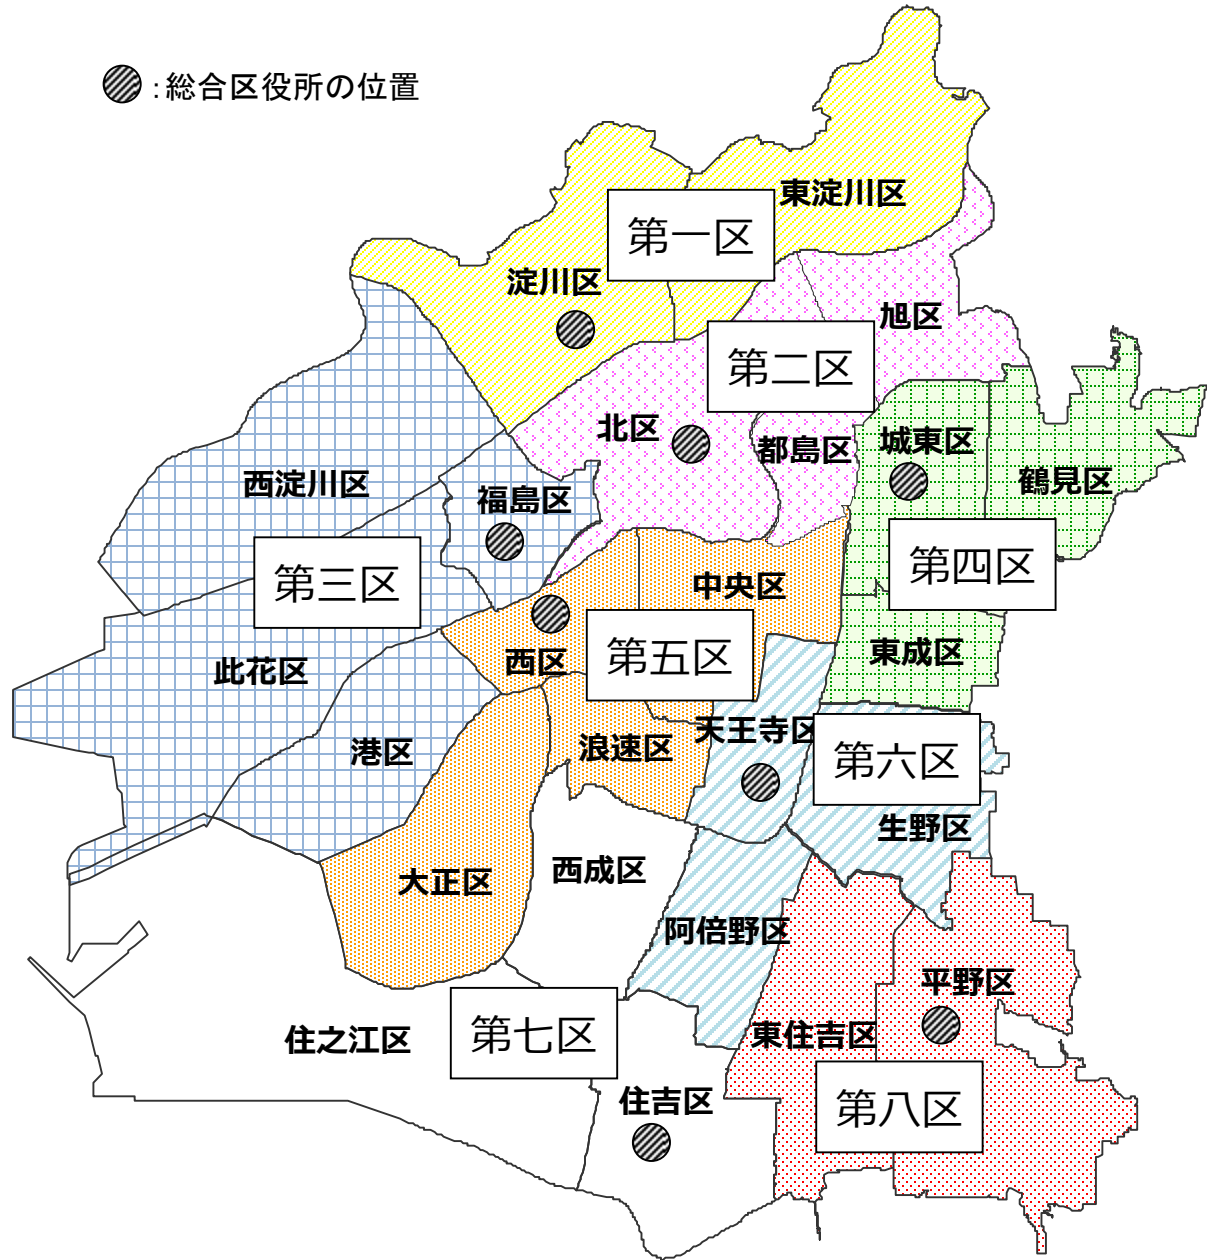 ：総合区役所の位置
東淀川区
第一区
淀川区
旭区
第二区
北区
都島区
城東区
鶴見区
西淀川区
福島区
第三区
第四区
中央区
東成区
西区
第五区
此花区
港区
浪速区
天王寺区
第六区
生野区
大正区
西成区
阿倍野区
平野区
住之江区
第七区
東住吉区
住吉区
第八区